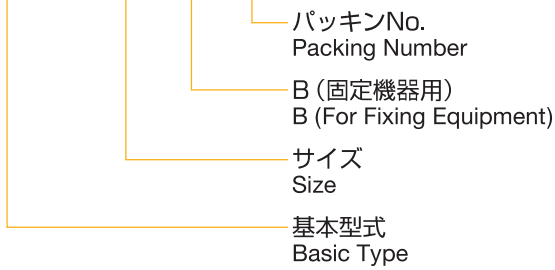 パッキンNo.
Packing Number
B（固定機器用）
B (For Fixing Equipment)
サイズ
Size
基本型式
Basic Type